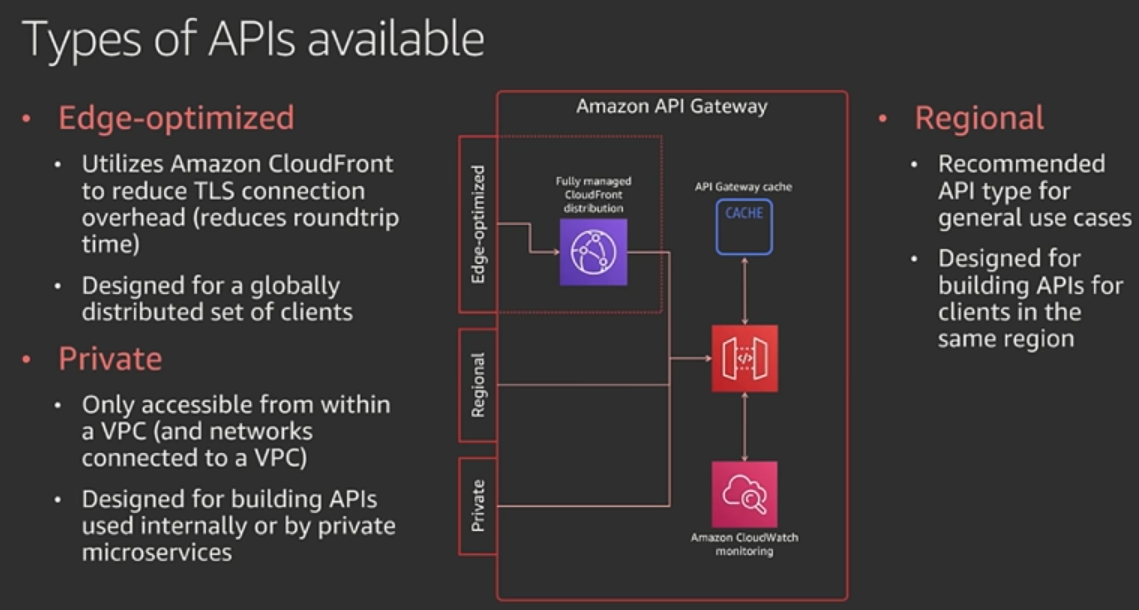 Types of APIs available
• Edge-optimized
• Utilizes Amazon CloudFront
to reduce TLS connection
overhead (reduces roundtrip
time)
• Designed for a globally
distributed set of clients
• Private
• Only accessible from within
a VPC (and networks
connected to a VPC)
• Designed for building APIs
used internally or by private
microservices
Amazon API Gateway
Edge-optimized
Fully managed
CloudFront
distribution
API Gateway cache
CACHE
</>
Regional
Private
Amazon CloudWatch
monitoring
• Regional
• Recommended
API type for
general use cases
• Designed for
building APIs for
clients in the
same region